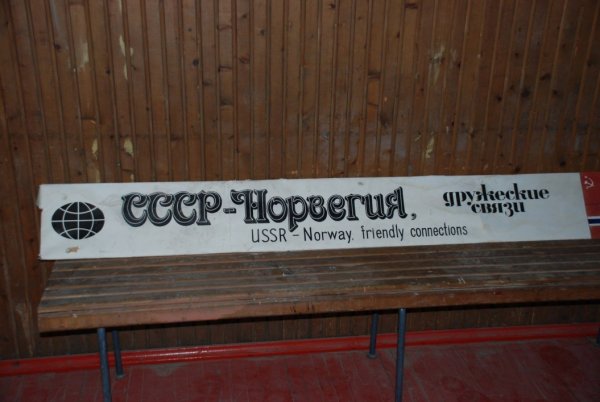 СССР-Норвегия, дружеские
связи
USSR - Norway, friendly connections